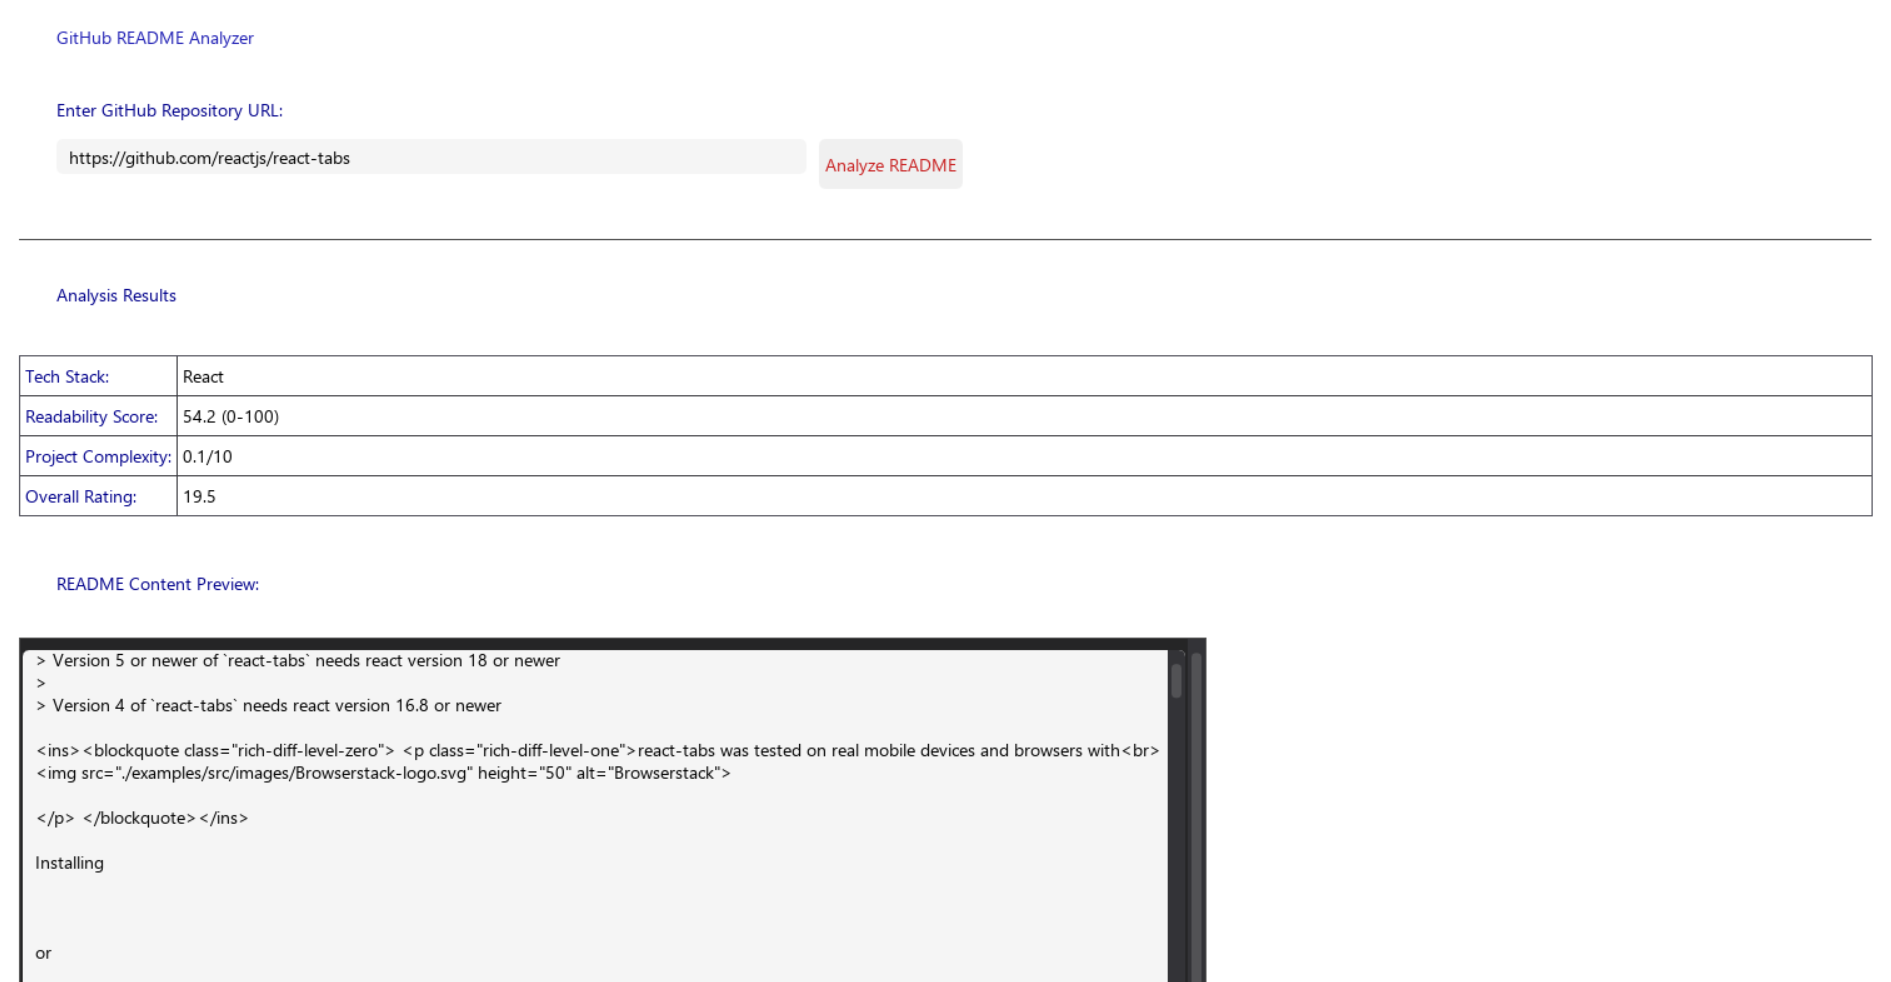 GitHub README Analyzer
Enter GitHub Repository URL:
https://github.com/reactjs/react-tabs
Analyze README
Analysis Results
Tech Stack: React
Readability Score: 54.2 (0-100)
Project Complexity: 0.1/10
Overall Rating: 19.5
README Content Preview:
> Version 5 or newer of `react-tabs` needs react version 18 or newer
>
> Version 4 of `react-tabs` needs react version 16.8 or newer
<ins><blockquote class="rich-diff-level-zero"> <p class="rich-diff-level-one">react-tabs was tested on real mobile devices and browsers with<br>
<img src="./examples/src/images/Browserstack-logo.svg" height="50" alt="Browserstack">
</p> </blockquote></ins>
Installing
or